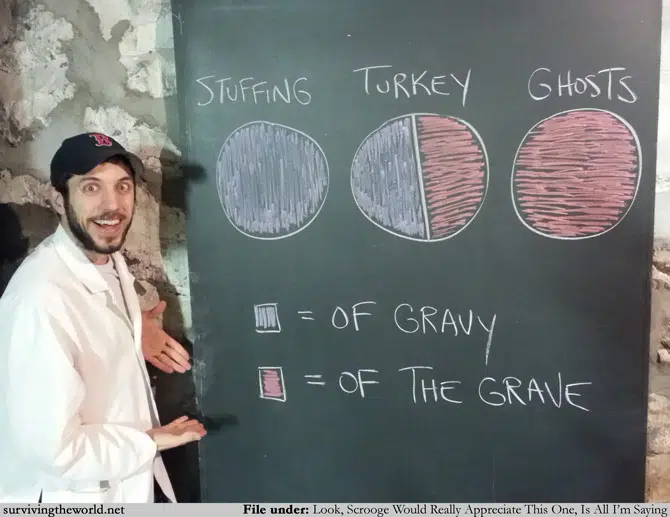 STUFFING TURKEY GHOSTS
= OF GRAVY
= OF THE GRAVE
B
survivingtheworld.net File under: Look, Scrooge Would Really Appreciate This One, Is All I'm Saying